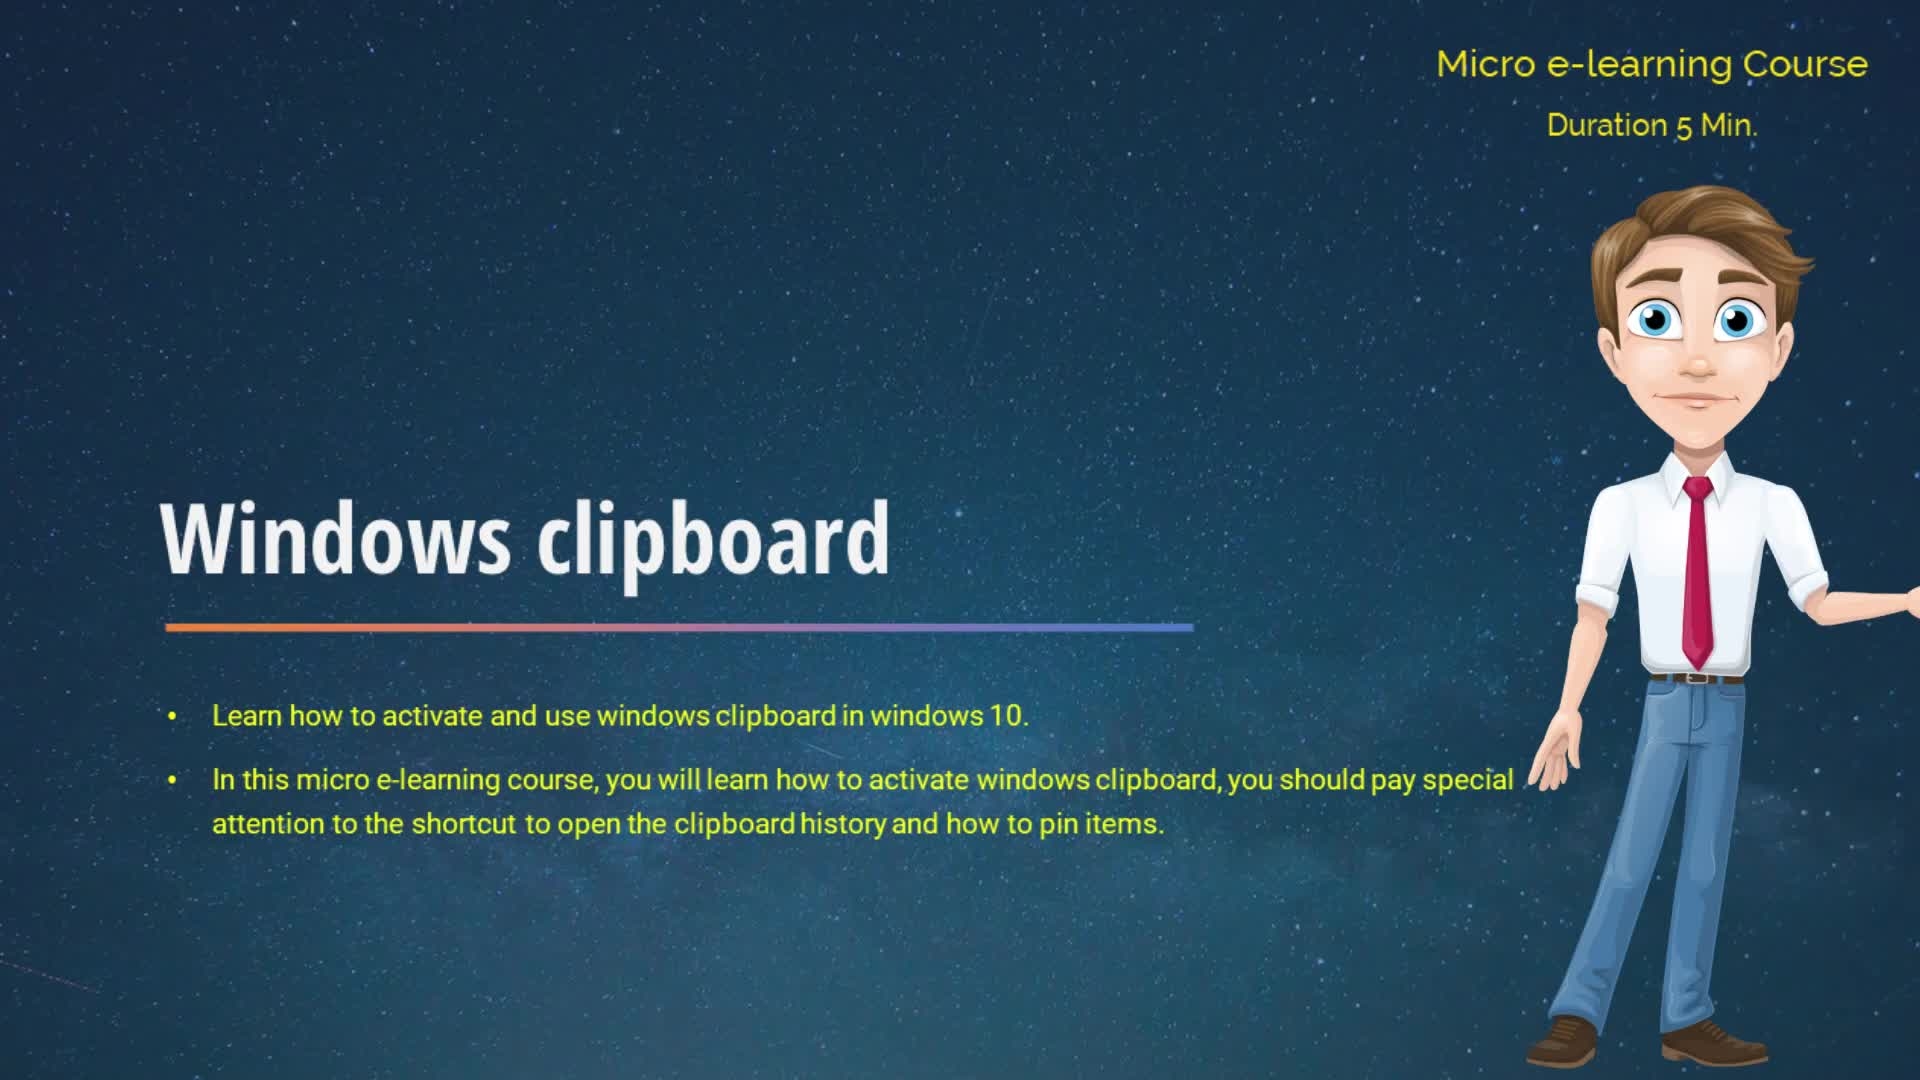 Micro e-learning Course
Duration 5 Min.
Windows clipboard
• Learn how to activate and use windows clipboard in windows 10.
• In this micro e-learning course, you will learn how to activate windows clipboard, you should pay special
attention to the shortcut to open the clipboard history and how to pin items.